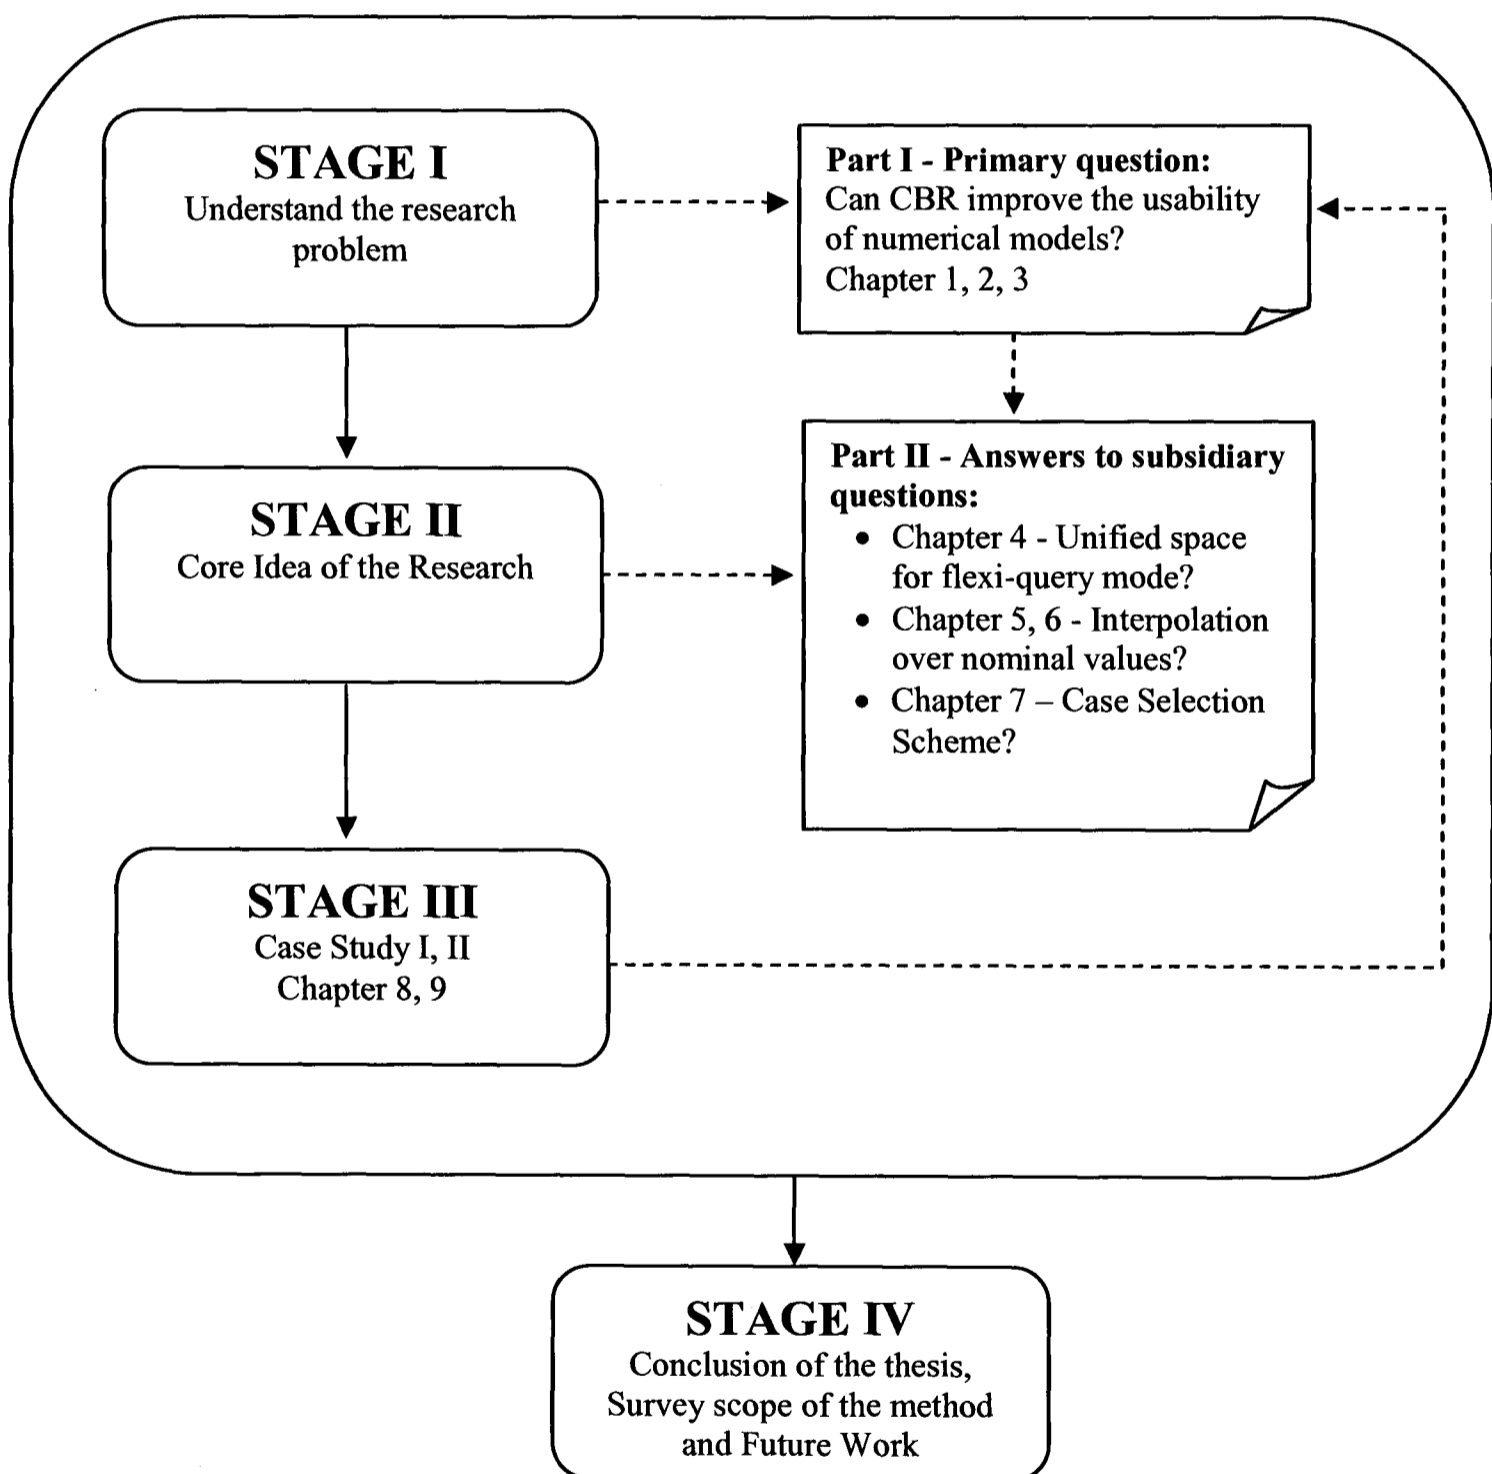 STAGE I
Understand the research
problem
Part I - Primary question:
Can CBR improve the usability
of numerical models?
Chapter 1, 2, 3
STAGE II
Core Idea of the Research
Part II - Answers to subsidiary
questions:
• Chapter 4 - Unified space
for flexi-query mode?
• Chapter 5, 6 - Interpolation
over nominal values?
• Chapter 7 – Case Selection
Scheme?
STAGE III
Case Study I, II
Chapter 8, 9
STAGE IV
Conclusion of the thesis,
Survey scope of the method
and Future Work